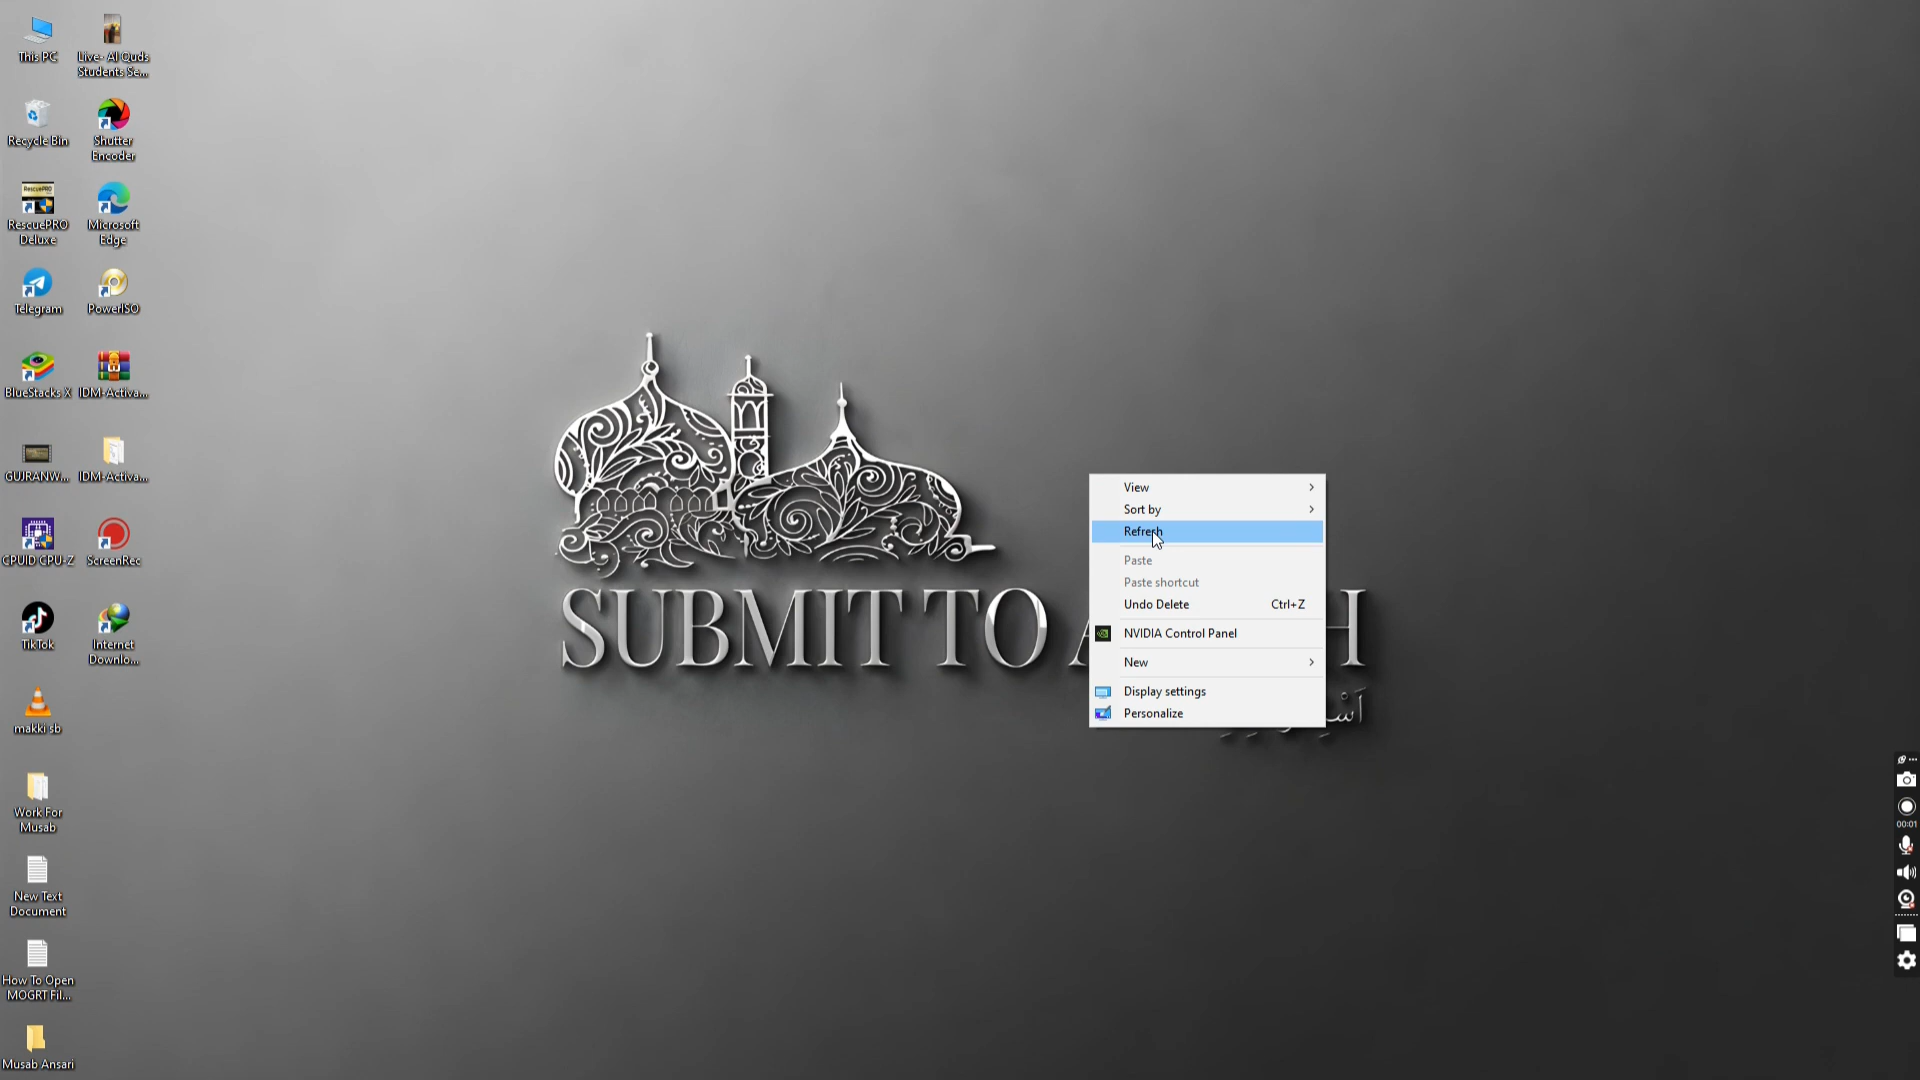 This PC
Live- Al Quds
Students Se...
Recycle Bin
Shutter
Encoder
RescuePRO
RescuePRO
Deluxe
Microsoft
Edge
Telegram
PowerISO
BlueStacks X
IDM-Activa...
GUJRANW...
IDM-Activa...
CPUID CPU-Z
ScreenRec
TikTok
Internet
Downlo...
makki sb
Work For
Musab
New Text
Document
How To Open
MOGRT Fil...
Musab Ansari
SUBMIT TO A H
View
Sort by
Refresh
Paste
Paste shortcut
Undo Delete Ctrl+Z
NVIDIA Control Panel
New
Display settings
Personalize
00:01